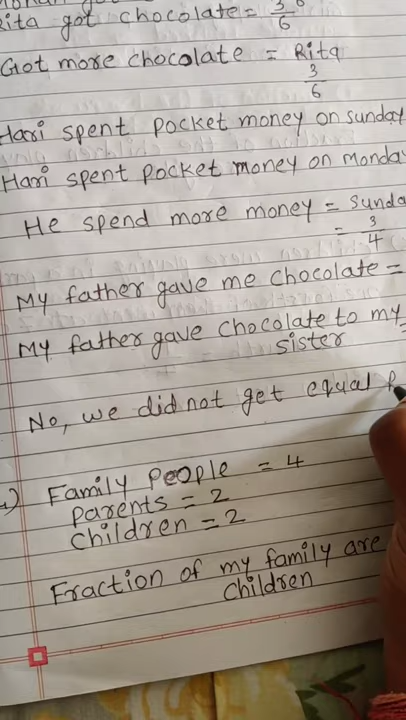 Rita got chocolate = 3/6
Got more chocolate = Rita
3/6
Hari spent pocket money on sunday
Hari spent pocket money on Monday
He spend more money = Sunda
= 3/4
My father gave me chocolate =
My father gave chocolate to my =
sister
No, we did not get equal
Family people = 4
parents = 2
children = 2
Fraction of my family are
children